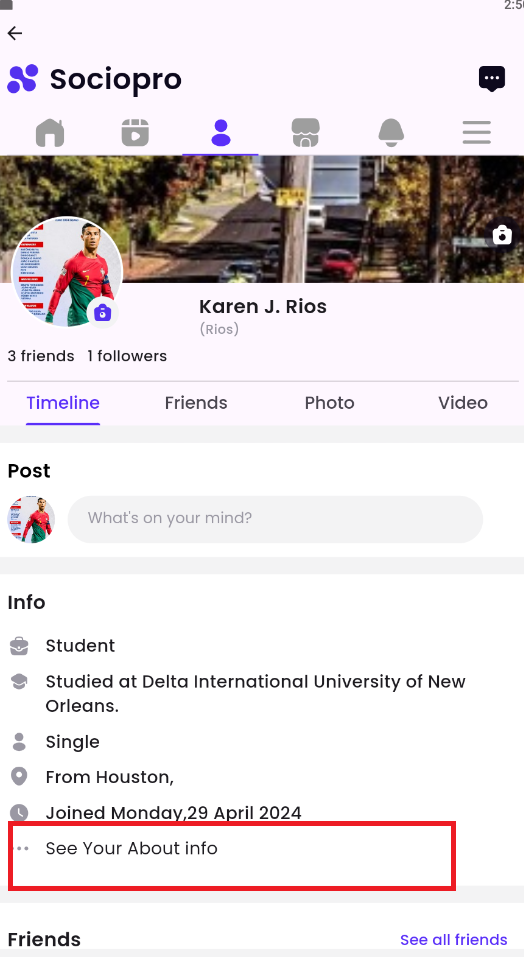 2:50
Sociopro
Karen J. Rios
(Rios)
3 friends 1 followers
Timeline Friends Photo Video
Post
What's on your mind?
Info
Student
Studied at Delta International University of New
Orleans.
Single
From Houston,
Joined Monday,29 April 2024
See Your About info
Friends See all friends